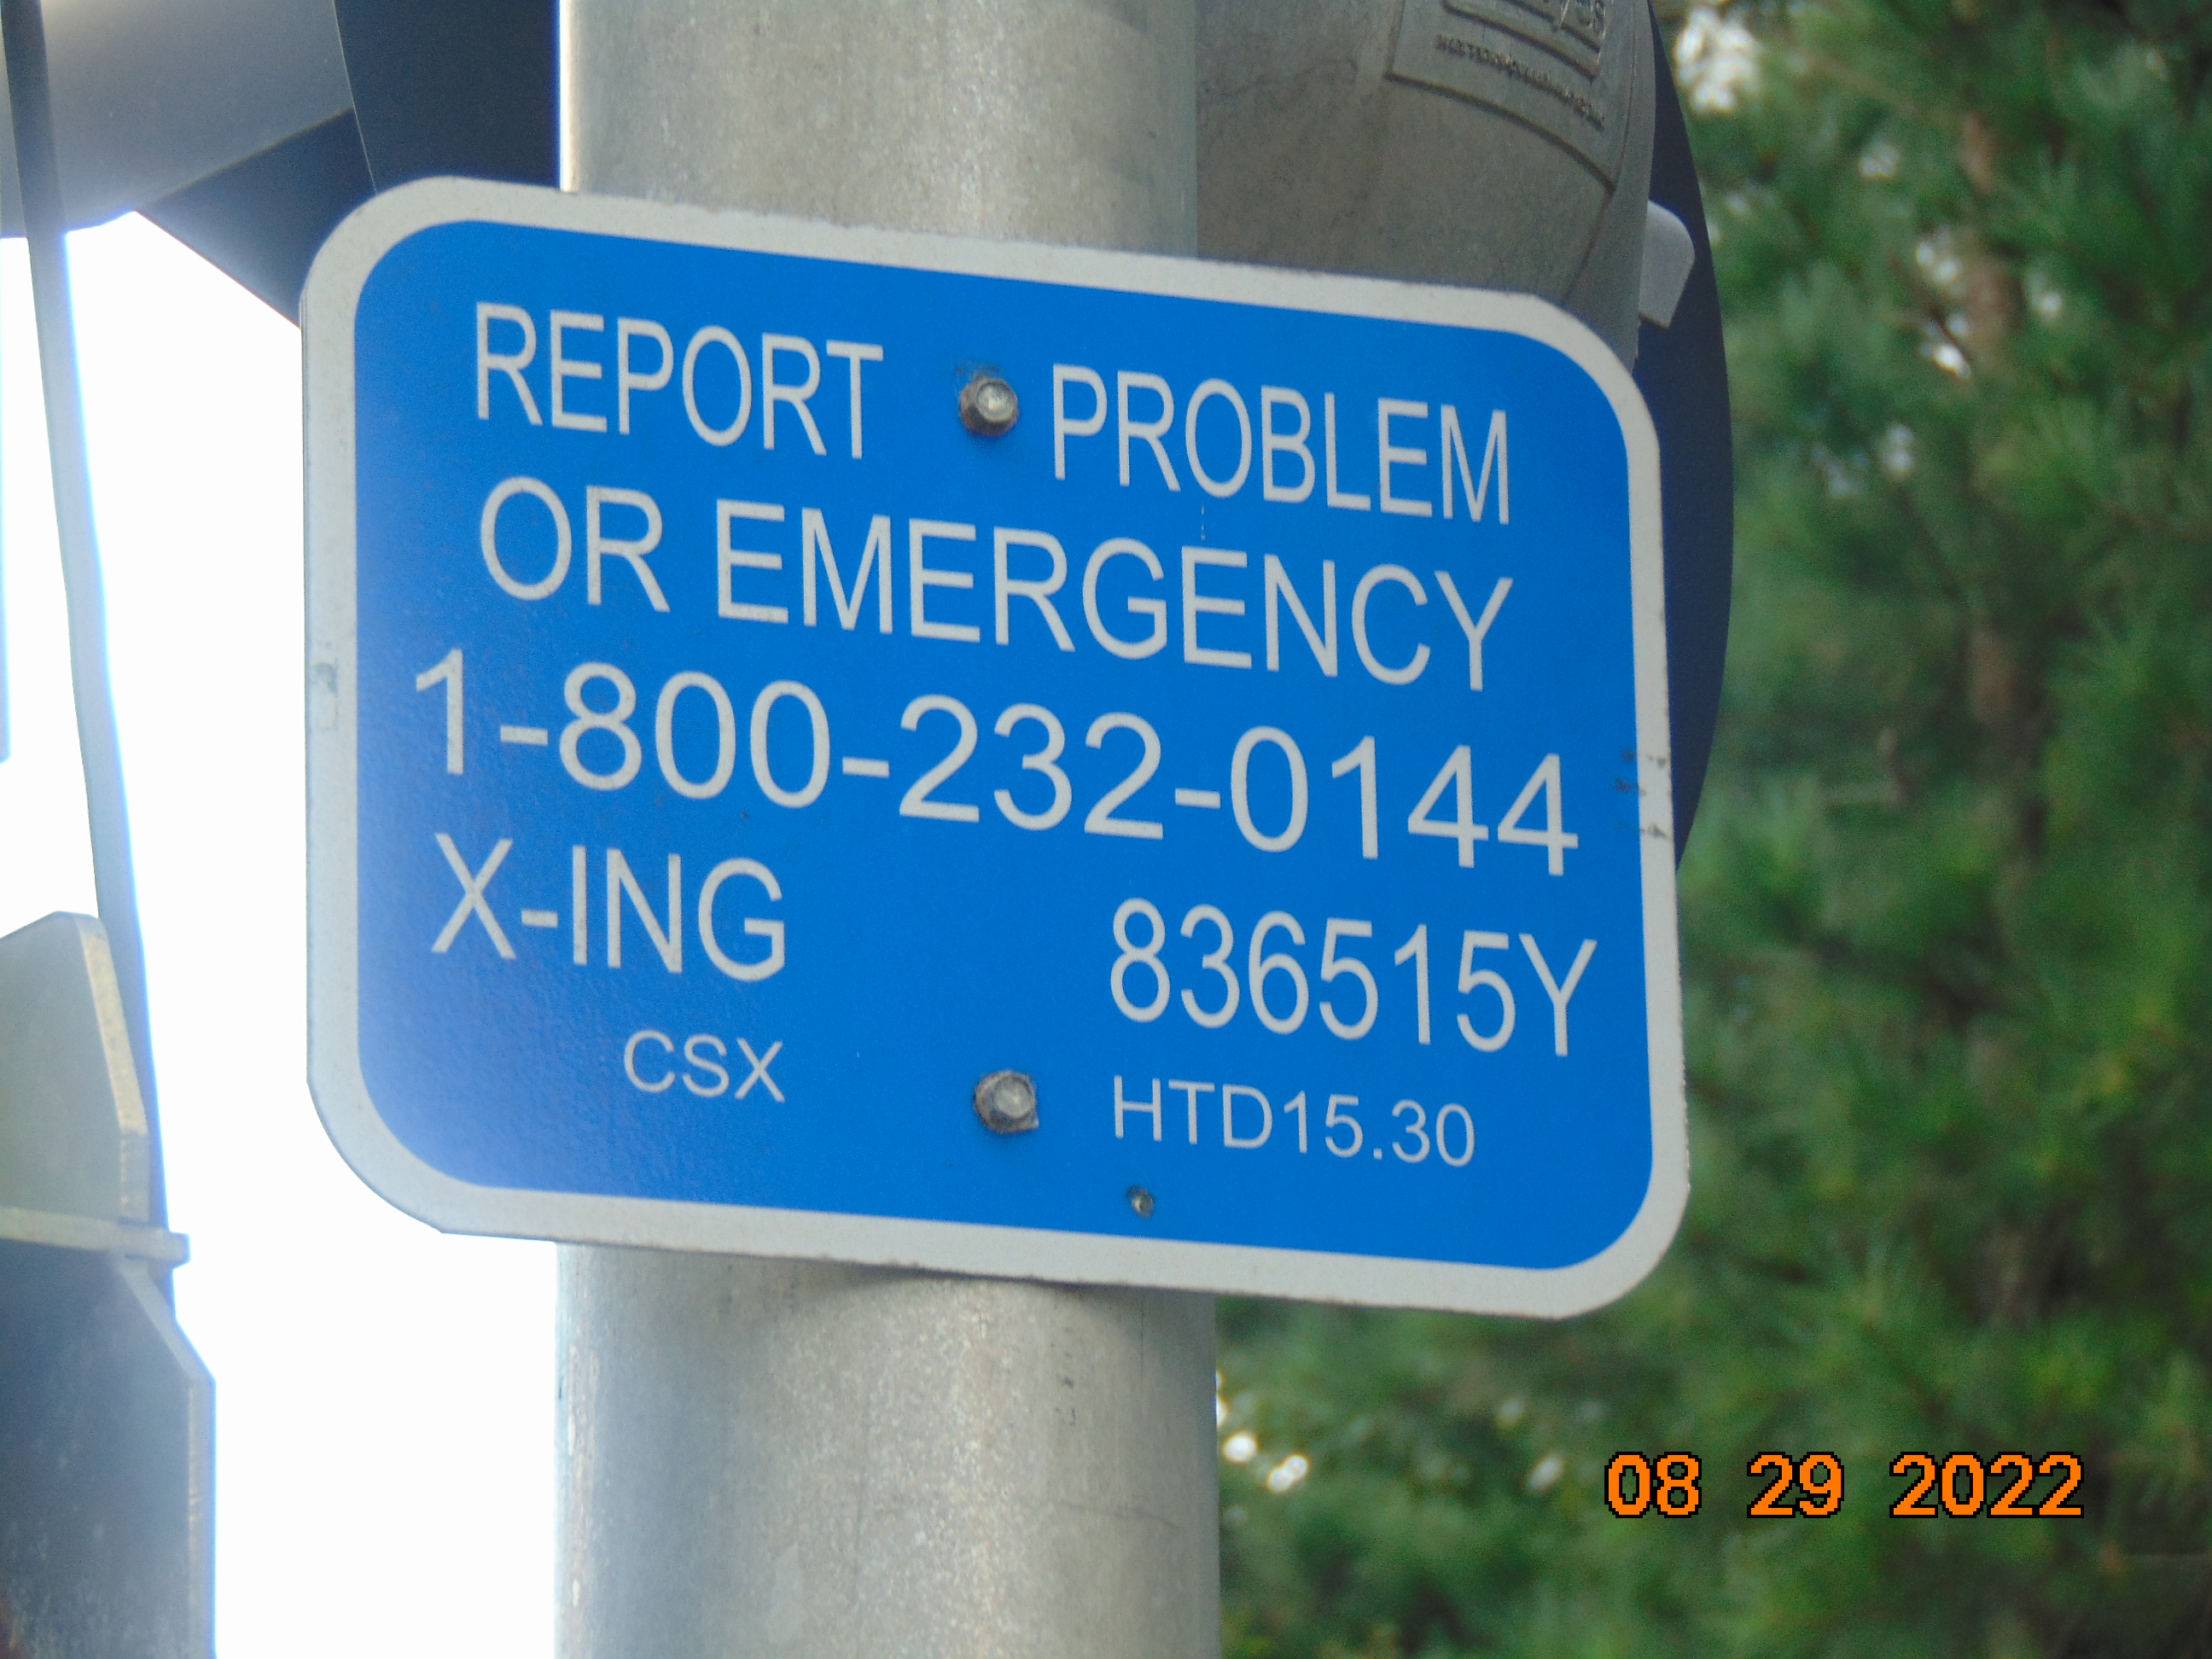 REPORT PROBLEM
OR EMERGENCY
1-800-232-0144
X-ING 836515Y
CSX HTD15.30
08 29 2022